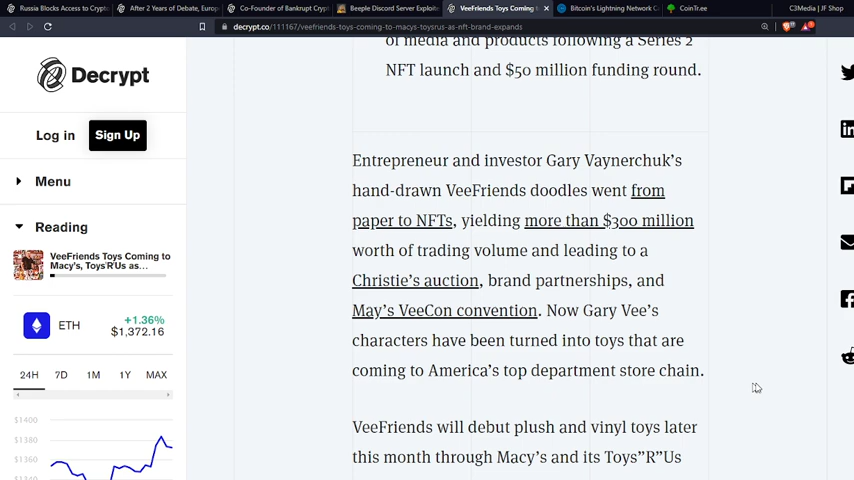 Russia Blocks Access to Crypto
After 2 Years of Debate, Europ
Co-Founder of Bankrupt Crypt
Beeple Discord Server Exploite
VeeFriends Toys Coming t
Bitcoin's Lightning Network C
CoinTr.ee
C3Media | JF Shop
decrypt.co/111167/veefriends-toys-coming-to-macys-toysrus-as-nft-brand-expands
Decrypt
Log in
Sign Up
Menu
Reading
VeeFriends Toys Coming to
Macy's, Toys'R'Us as...
ETH
+1.36%
$1,372.16
24H 7D 1M 1Y MAX
$1400
$1380
$1360
$1340
of media and products following a Series 2
NFT launch and $50 million funding round.
Entrepreneur and investor Gary Vaynerchuk's
hand-drawn VeeFriends doodles went from
paper to NFTs, yielding more than $300 million
worth of trading volume and leading to a
Christie's auction, brand partnerships, and
May's VeeCon convention. Now Gary Vee's
characters have been turned into toys that are
coming to America's top department store chain.
VeeFriends will debut plush and vinyl toys later
this month through Macy's and its Toys"R"Us